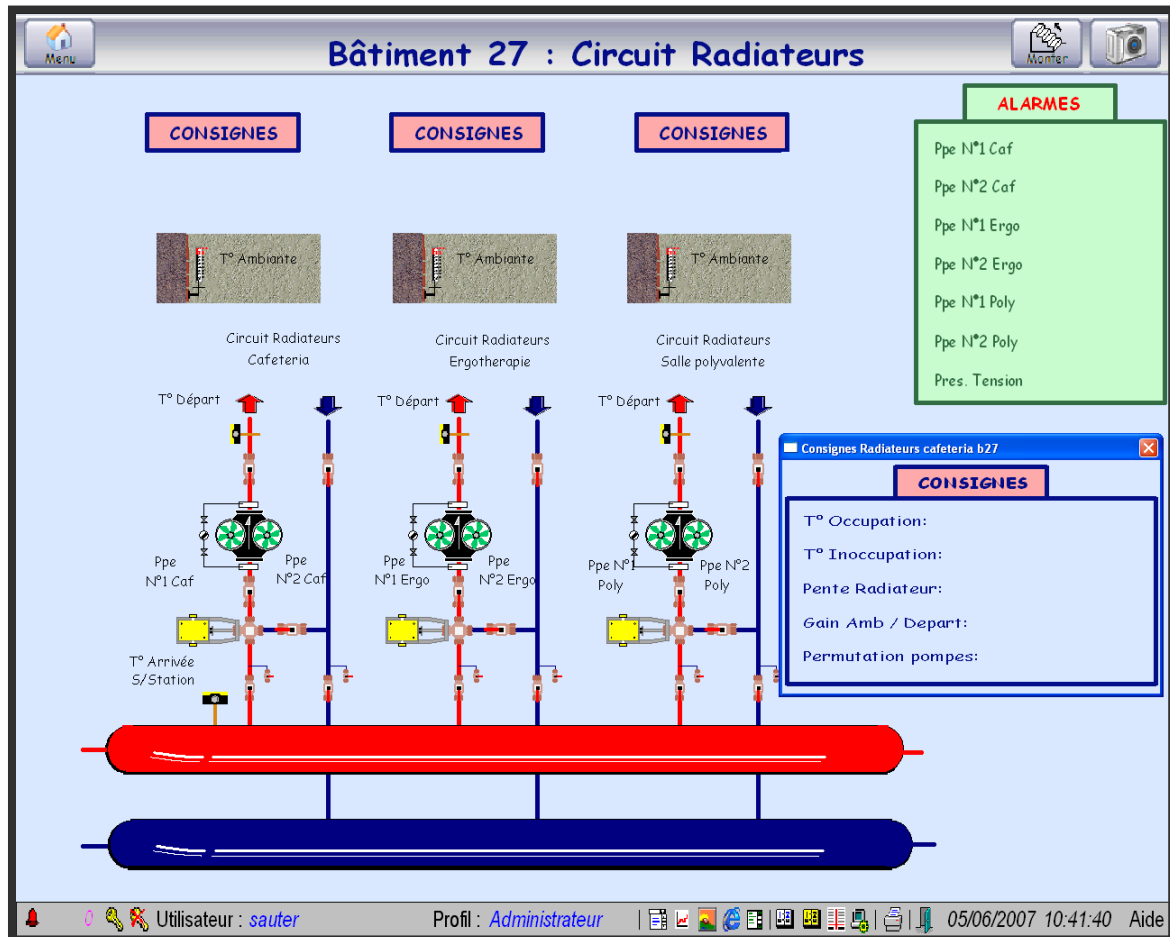 Menu
Bâtiment 27 : Circuit Radiateurs
Monter
ALARMES
CONSIGNES
CONSIGNES
CONSIGNES
Ppe N°1 Caf
Ppe N°2 Caf
Ppe N°1 Ergo
Ppe N°2 Ergo
Ppe N°1 Poly
Ppe N°2 Poly
Pres. Tension
T° Ambiante
T° Ambiante
T° Ambiante
Circuit Radiateurs
Cafeteria
Circuit Radiateurs
Ergotherapie
Circuit Radiateurs
Salle polyvalente
T° Départ
T° Départ
T° Départ
Consignes Radiateurs cafeteria b27
CONSIGNES
T° Occupation:
T° Inoccupation:
Pente Radiateur:
Gain Amb / Depart:
Permutation pompes:
Ppe
N°1 Caf
Ppe
N°2 Caf
Ppe
N°1 Ergo
Ppe
N°2 Ergo
Ppe N°1
Poly
Ppe N°2
Poly
T° Arrivée
S/Station
0 Utilisateur : sauter Profil : Administrateur 05/06/2007 10:41:40 Aide